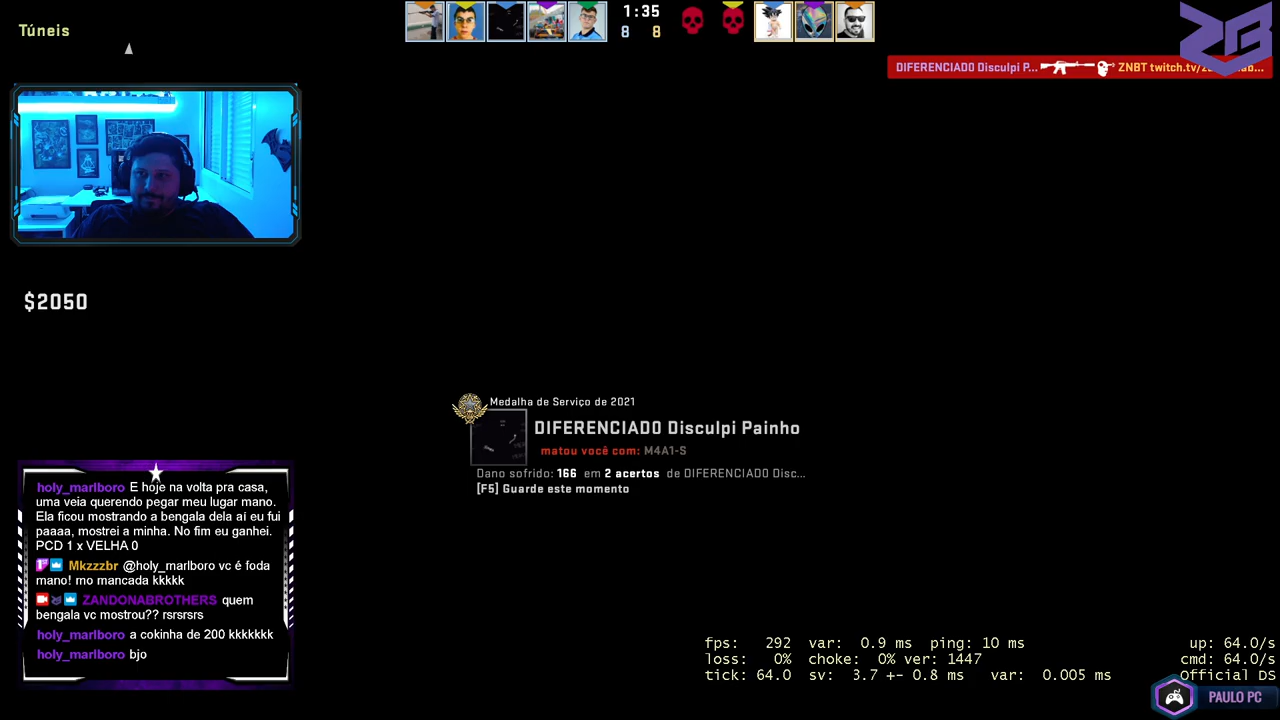 Túneis
1:35
8 8
DIFERENCIAD0 Disculpi P... ZNBT twitch.tv/
ZB
$2050
Medalha de Serviço de 2021
DIFERENCIAD0 Disculpi Painho
matou você com: M4A1-S
Dano sofrido: 166 em 2 acertos de DIFERENCIAD0 Disc...
[F5] Guarde este momento
holy_marlboro E hoje na volta pra casa,
uma veia querendo pegar meu lugar mano.
Ela ficou mostrando a bengala dela aí eu fui
paaaa, mostrei a minha. No fim eu ganhei.
PCD 1 x VELHA 0
Mkzzzbr @holy_marlboro vc é foda
mano! mo mancada kkkkk
ZANDONABROTHERS quem
bengala vc mostrou?? rsrsrsrs
holy_marlboro a cokinha de 200 kkkkkkk
holy_marlboro bjo
fps: 292 var: 0.9 ms ping: 10 ms up: 64.0/s
loss: 0% choke: 0% ver: 1447 cmd: 64.0/s
tick: 64.0 sv: 3.7 +- 0.8 ms var: 0.005 ms Official DS
PAULO PC